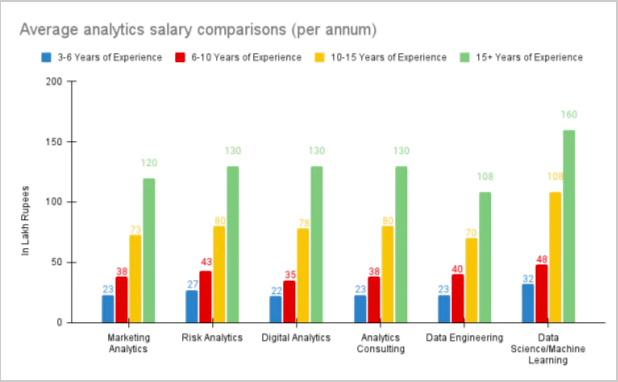 Average analytics salary comparisons (per annum)
3-6 Years of Experience 6-10 Years of Experience 10-15 Years of Experience 15+ Years of Experience
200
150
100
50
0
In Lakh Rupees
23 38 73 120
27 43 80 130
22 35 78 130
23 38 80 130
23 40 70 108
32 48 108 160
Marketing
Analytics
Risk Analytics
Digital Analytics
Analytics
Consulting
Data Engineering
Data
Science/Machine
Learning